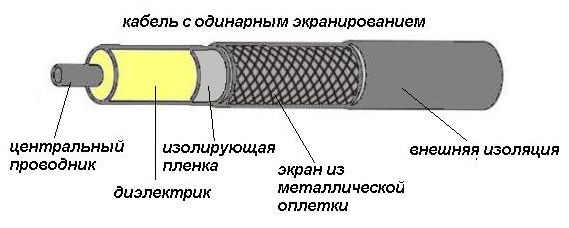 кабель с одинарным экранированием
центральный
проводник
диэлектрик
изолирующая
пленка
экран из
металлической
оплетки
внешняя изоляция